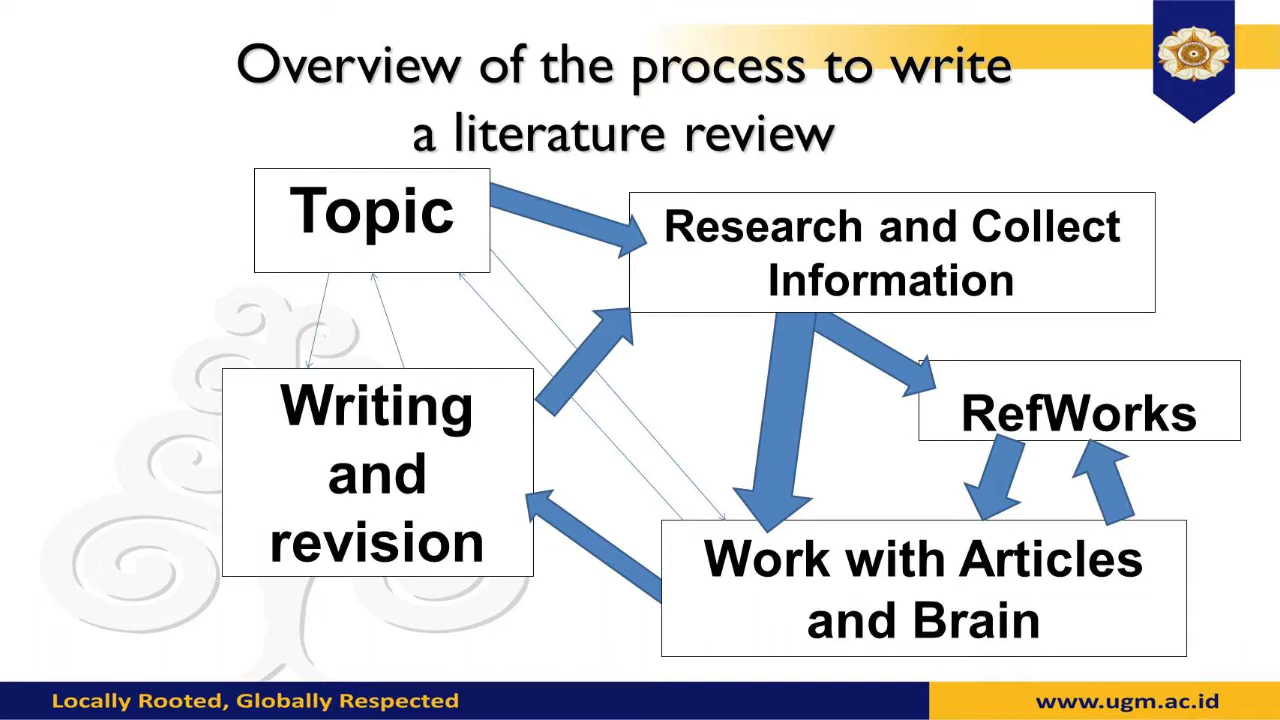 Overview of the process to write
a literature review
Topic
Research and Collect
Information
Writing
and
revision
RefWorks
Work with Articles
and Brain
Locally Rooted, Globally Respected
www.ugm.ac.id